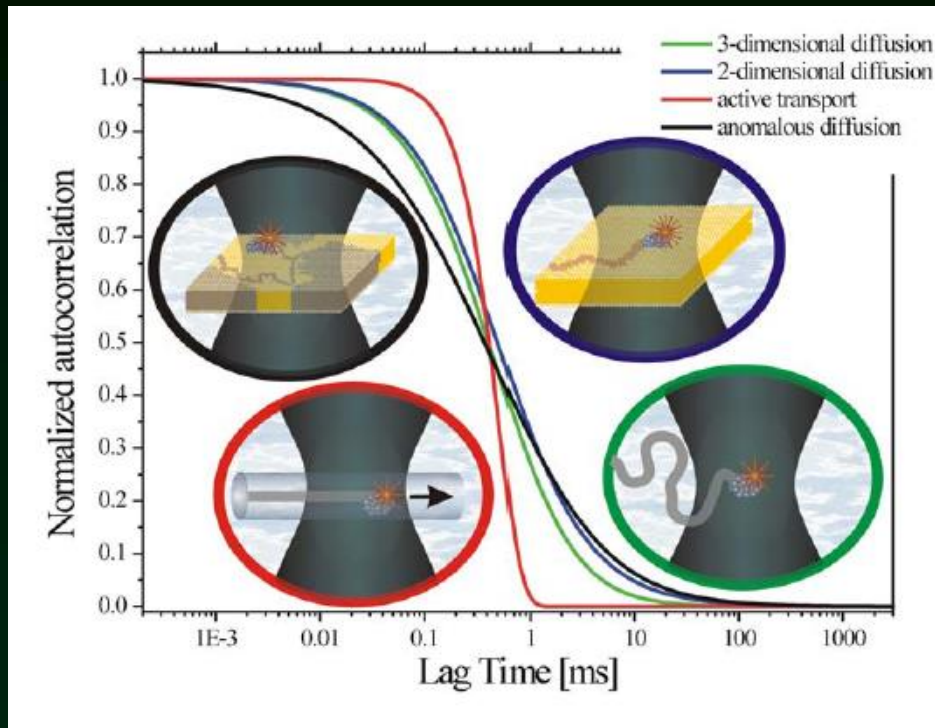 3-dimensional diffusion
2-dimensional diffusion
active transport
anomalous diffusion
Normalized autocorrelation
1.0
0.9
0.8
0.7
0.6
0.5
0.4
0.3
0.2
0.1
0.0
1E-3 0.01 0.1 1 10 100 1000
Lag Time [ms]